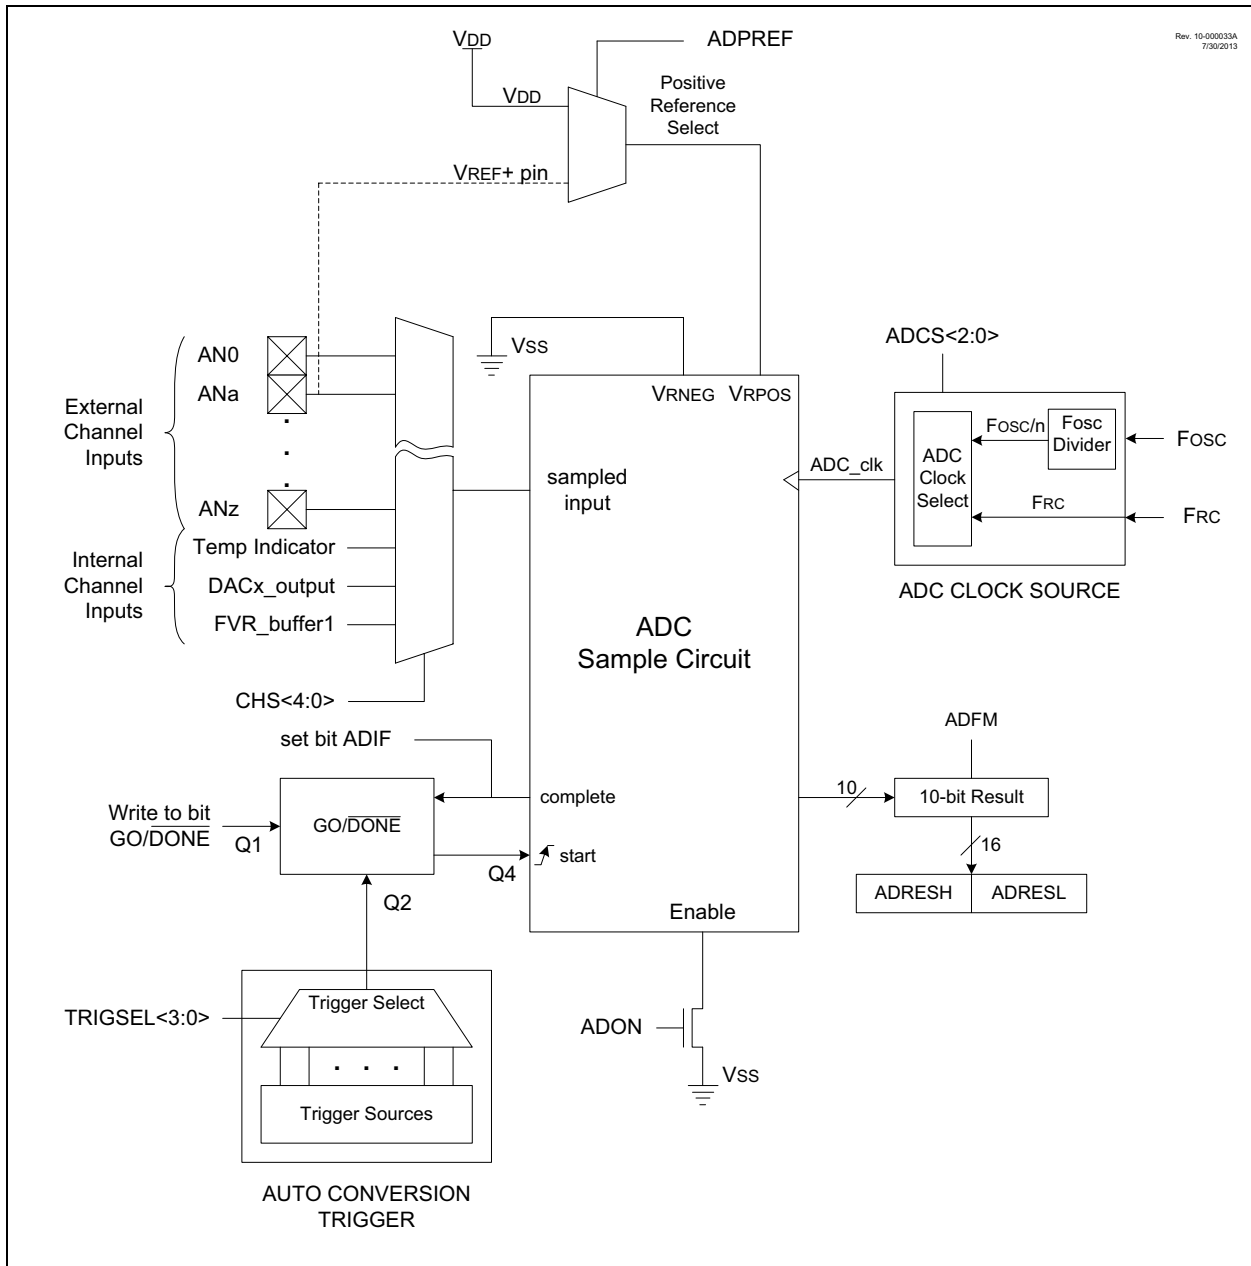 Rev. 10-000033A
7/30/2013
VDD
ADPREF
VDD
Positive
Reference
Select
VREF+ pin
VSS
ADCS<2:0>
AN0
ANa
External
Channel
Inputs
.
.
.
ANz
Internal
Channel
Inputs
Temp Indicator
DACx_output
FVR_buffer1
CHS<4:0>
VRNEG
VRPOS
sampled
input
ADC_clk
ADC
Clock
Select
FOSC/n
Fosc
Divider
FOSC
FRC
FRC
ADC CLOCK SOURCE
ADC
Sample Circuit
set bit ADIF
complete
Write to bit
GO/DONE
Q1
GO/DONE
Q4
start
Q2
Enable
ADFM
10
10-bit Result
16
ADRESH
ADRESL
TRIGSEL<3:0>
Trigger Select
. . .
Trigger Sources
AUTO CONVERSION
TRIGGER
ADON
VSS